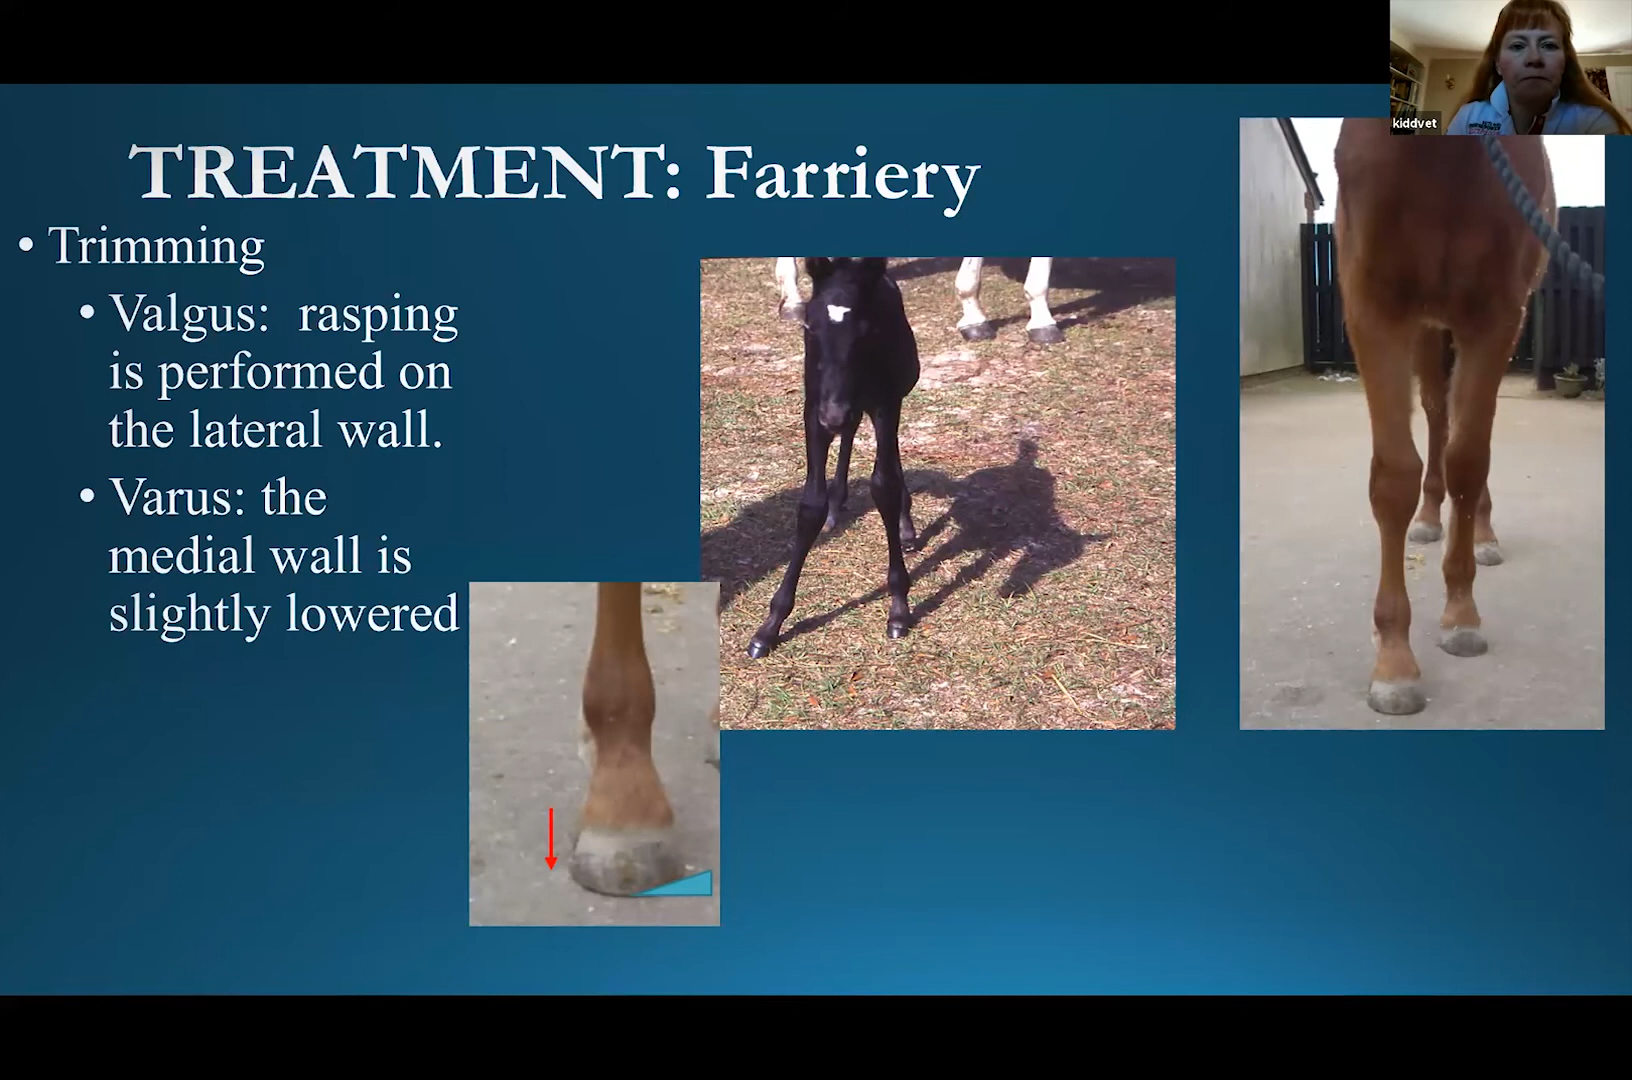 kiddvet
TREATMENT: Farriery
• Trimming
• Valgus:  rasping
is performed on
the lateral wall.
• Varus: the
medial wall is
slightly lowered